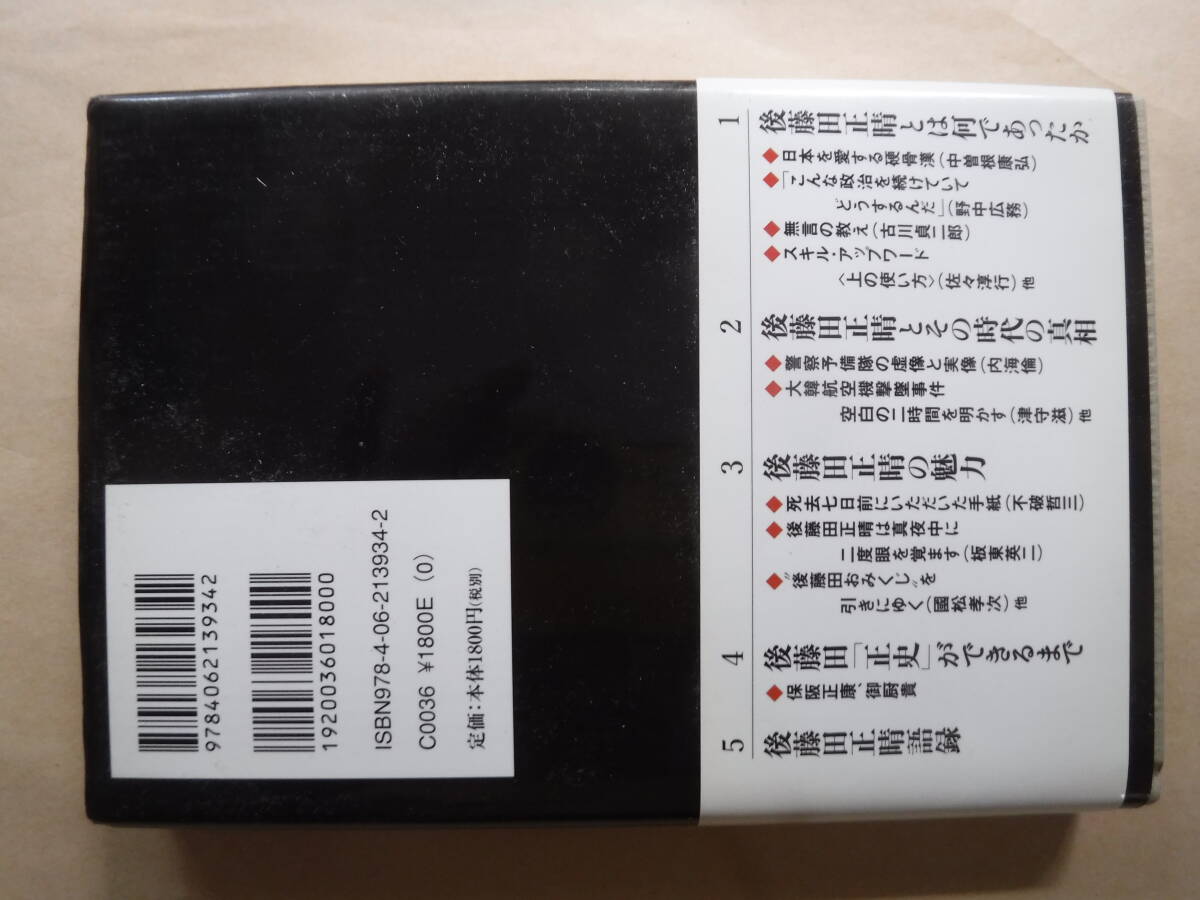 1
後藤田正晴とは何であったか
◆日本を愛する硬骨漢(中曽根康弘)
◆「こんな政治を続けていて
どうするんだ」(野中広務)
◆無言の教え(古川貞二郎)
◆スキル・アップワード
〈上の使い方〉(佐々淳行)他
2
後藤田正晴とその時代の真相
◆警察予備隊の虚像と実像(内海倫)
◆大韓航空機撃墜事件
空白の二時間を明かす(津守滋)他
3
後藤田正晴の魅力
◆死去七日前にいただいた手紙(不破哲三)
◆後藤田正晴は真夜中に
二度眼を覚ます(板東英二)
◆“後藤田おみくじ”を
引きにゆく(國松孝次)他
4
後藤田「正史」ができるまで
◆保阪正康、御厨貴
5
後藤田正晴語録
9784062139342
1920036018000
ISBN978-4-06-213934-2
C0036 ¥1800E (0)
定価：本体1800円(税別)